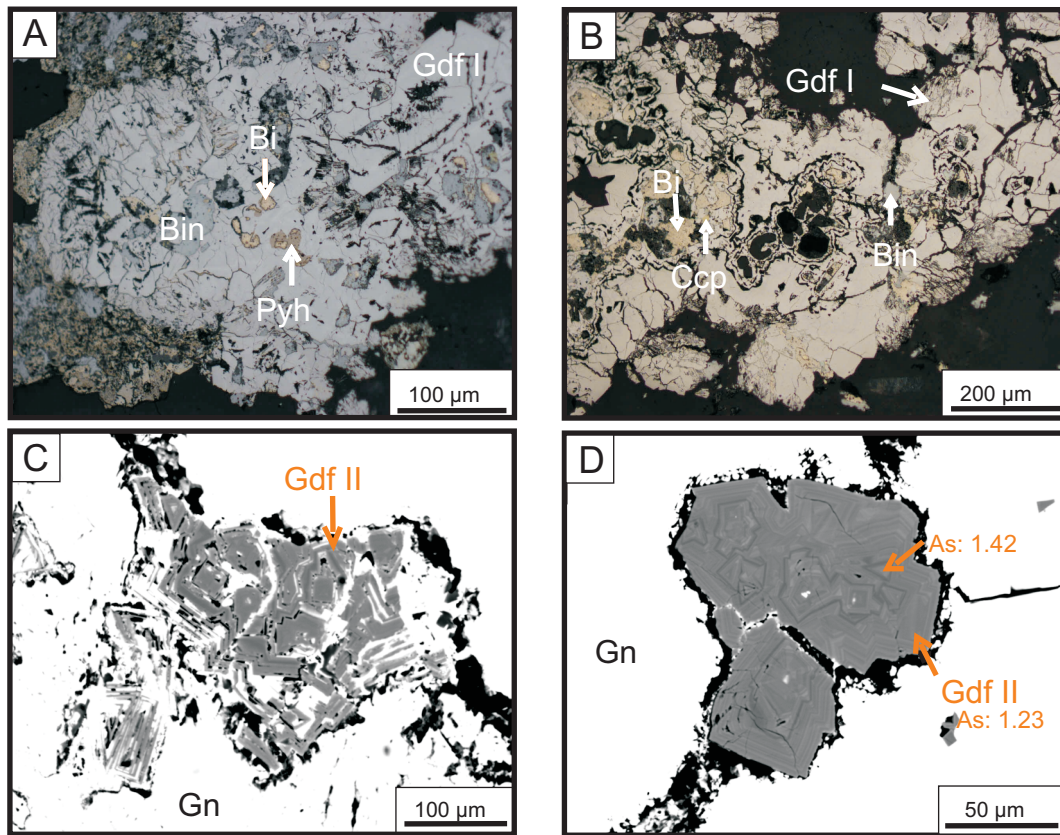 A
Gdf I
Bi
Bin
Pyh
100 µm
B
Gdf I
Bi
Ccp
Bin
200 µm
C
Gdf II
Gn
100 µm
D
As: 1.42
Gn
Gdf II
As: 1.23
50 µm